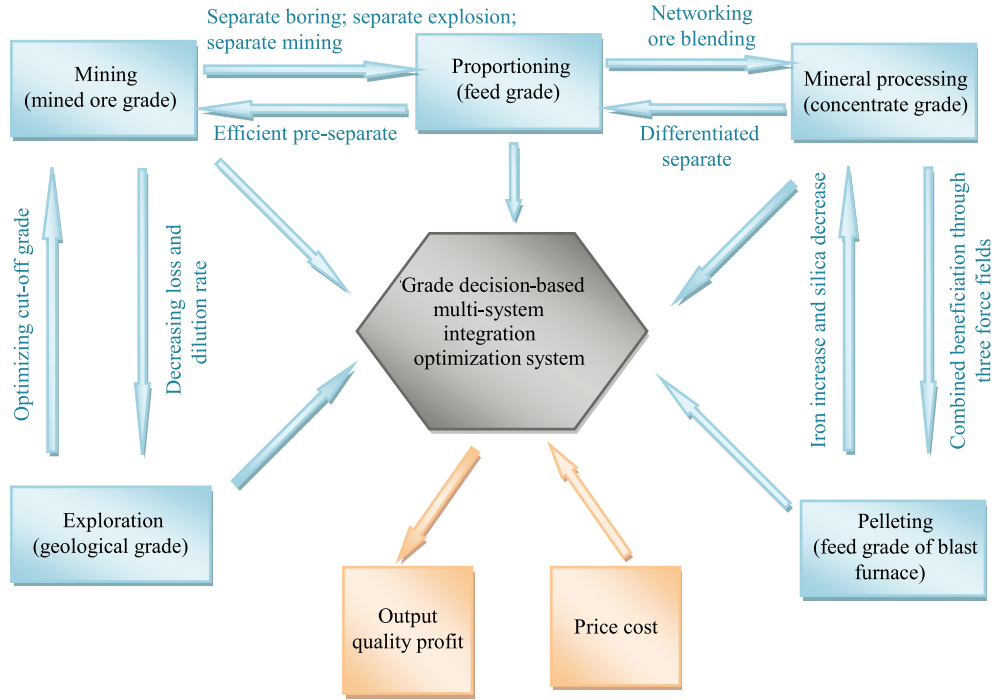 Separate boring; separate explosion;
separate mining
Networking
ore blending
Mining
(mined ore grade)
Proportioning
(feed grade)
Mineral processing
(concentrate grade)
Efficient pre-separate
Differentiated
separate
Optimizing cut-off grade
Decreasing loss and
dilution rate
Grade decision-based
multi-system
integration
optimization system
Iron increase and silica decrease
Combined beneficiation through
three force fields
Exploration
(geological grade)
Pelleting
(feed grade of blast
furnace)
Output
quality profit
Price cost